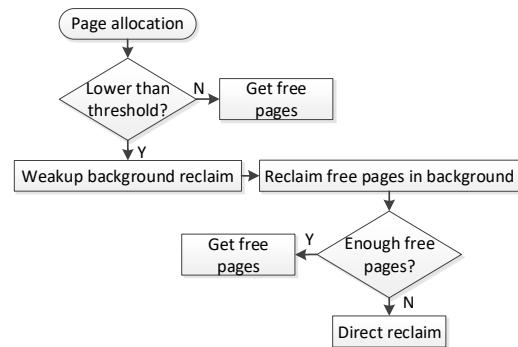 Page allocation
Lower than
threshold?
N
Get free
pages
Y
Weakup background reclaim
Reclaim free pages in background
Get free
pages
Y
Enough free
pages?
N
Direct reclaim